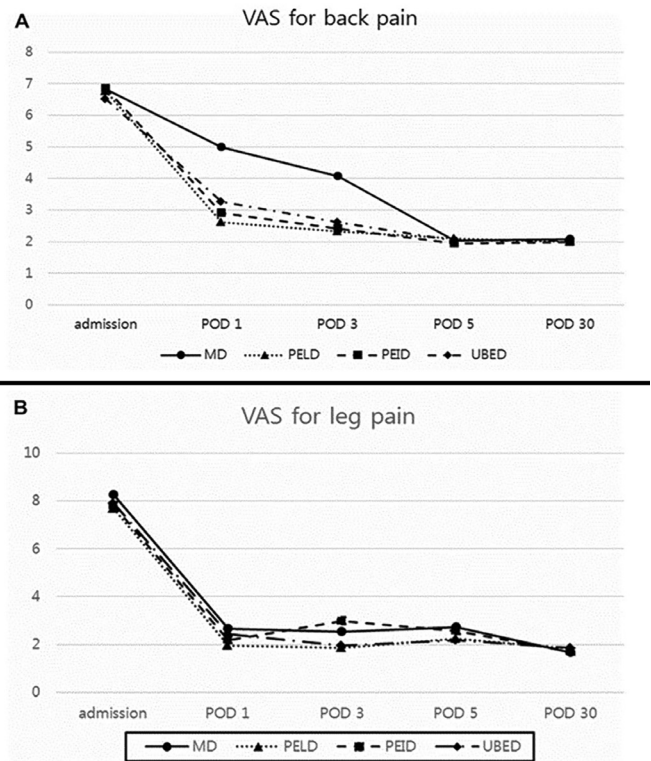 A
VAS for back pain
8
7
6
5
4
3
2
1
0
admission POD 1 POD 3 POD 5 POD 30
MD PELD PEID UBED
B
VAS for leg pain
10
8
6
4
2
0
admission POD 1 POD 3 POD 5 POD 30
MD PELD PEID UBED